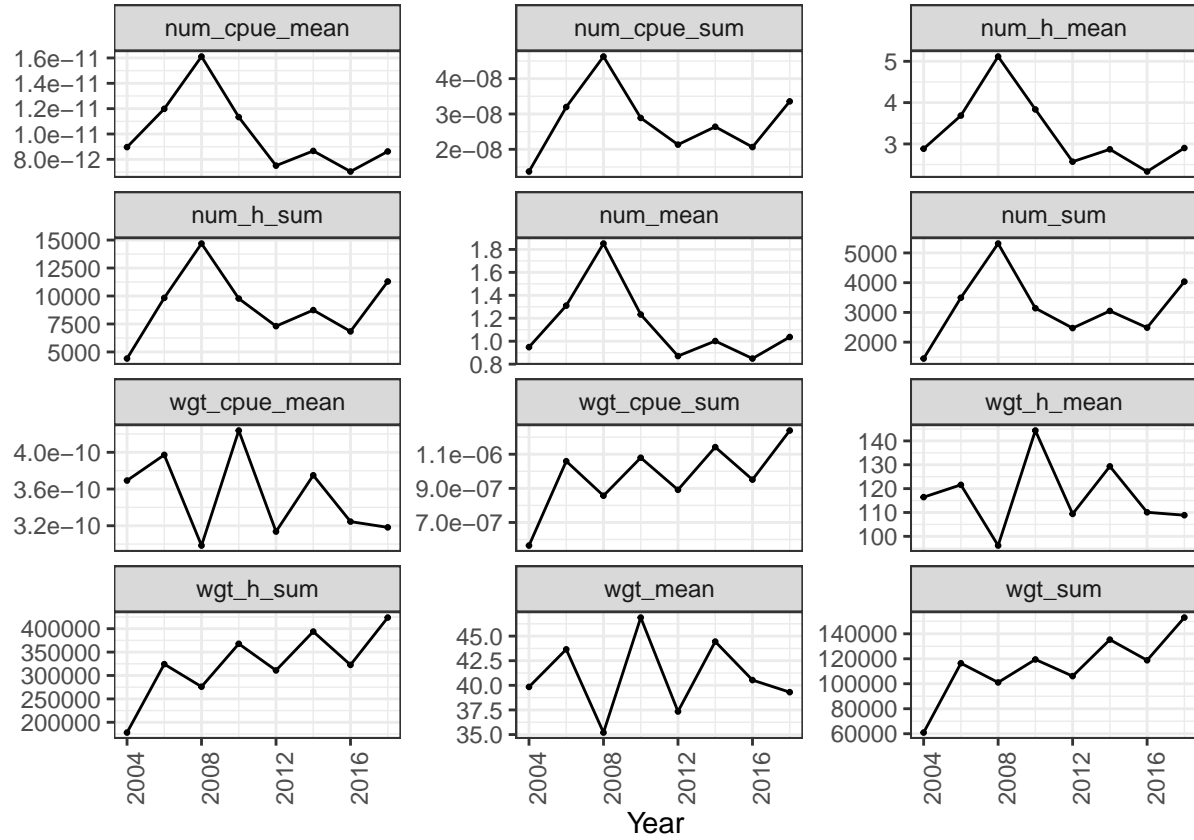 num_cpue_mean
num_cpue_sum
num_h_mean
1.6e−11
1.4e−11
1.2e−11
1.0e−11
8.0e−12
4e−08
3e−08
2e−08
5
4
3
num_h_sum
num_mean
num_sum
15000
12500
10000
7500
5000
1.8
1.6
1.4
1.2
1.0
0.8
5000
4000
3000
2000
wgt_cpue_mean
wgt_cpue_sum
wgt_h_mean
4.0e−10
3.6e−10
3.2e−10
1.1e−06
9.0e−07
7.0e−07
140
130
120
110
100
wgt_h_sum
wgt_mean
wgt_sum
400000
350000
300000
250000
200000
45.0
42.5
40.0
37.5
35.0
140000
120000
100000
80000
60000
2004
2008
2012
2016
2004
2008
2012
2016
2004
2008
2012
2016
Year